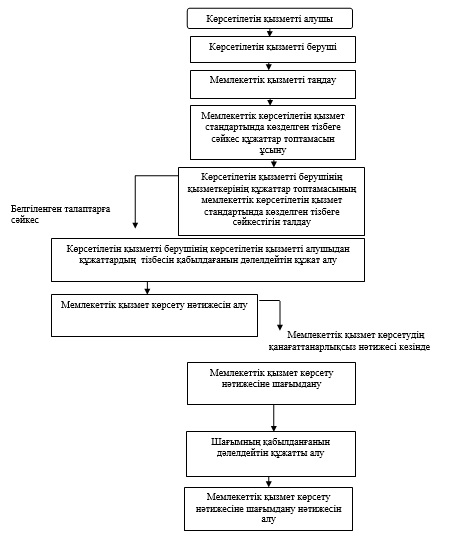 Көрсетілетін қызметті алушы
Көрсетілетін қызметті беруші
Мемлекеттік қызметті таңдау
Мемлекеттік көрсетілетін қызмет
стандартында көзделген тізбеге
сәйкес құжаттар топтамасын
ұсыну
Көрсетілетін қызметті берушінің
қызметкерінің құжаттар топтамасының
мемлекеттік көрсетілетін қызмет
стандартында көзделген тізбеге
сәйкестігін талдау
Белгіленген талаптарға
сәйкес
Көрсетілетін қызметті берушінің көрсетілетін қызметті алушыдан
құжаттардың тізбесін қабылдағанын дәлелдейтін құжат алу
Мемлекеттік қызмет көрсету нәтижесін алу
Мемлекеттік қызмет көрсетудің
қанағаттанарлықсыз нәтижесі кезінде
Мемлекеттік қызмет көрсету
нәтижесіне шағымдану
Шағымның қабылданғанын
дәлелдейтін құжатты алу
Мемлекеттік қызмет көрсету
нәтижесіне шағымдану нәтижесін
алу